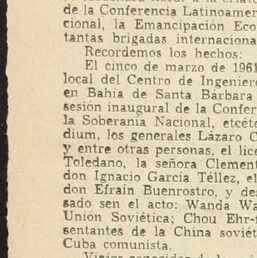 de la Conferencia Latinoamer
cional, la Emancipación Eco
tantas brigadas internaciona
Recordemos los hechos:
El cinco de marzo de 1961
local del Centro de Ingenier
en Bahía de Santa Bárbara
sesión inaugural de la Confer
la Soberanía Nacional, etcéte
dium, los generales Lázaro C
y entre otras personas, el lice
Toledano, la señora Clement
don Ignacio García Téllez, el
don Efraín Buenrostro, y de
sado sen el acto: Wanda Wa
Unión Soviética; Chou Ehr-
sentantes de la China soviét
Cuba comunista.